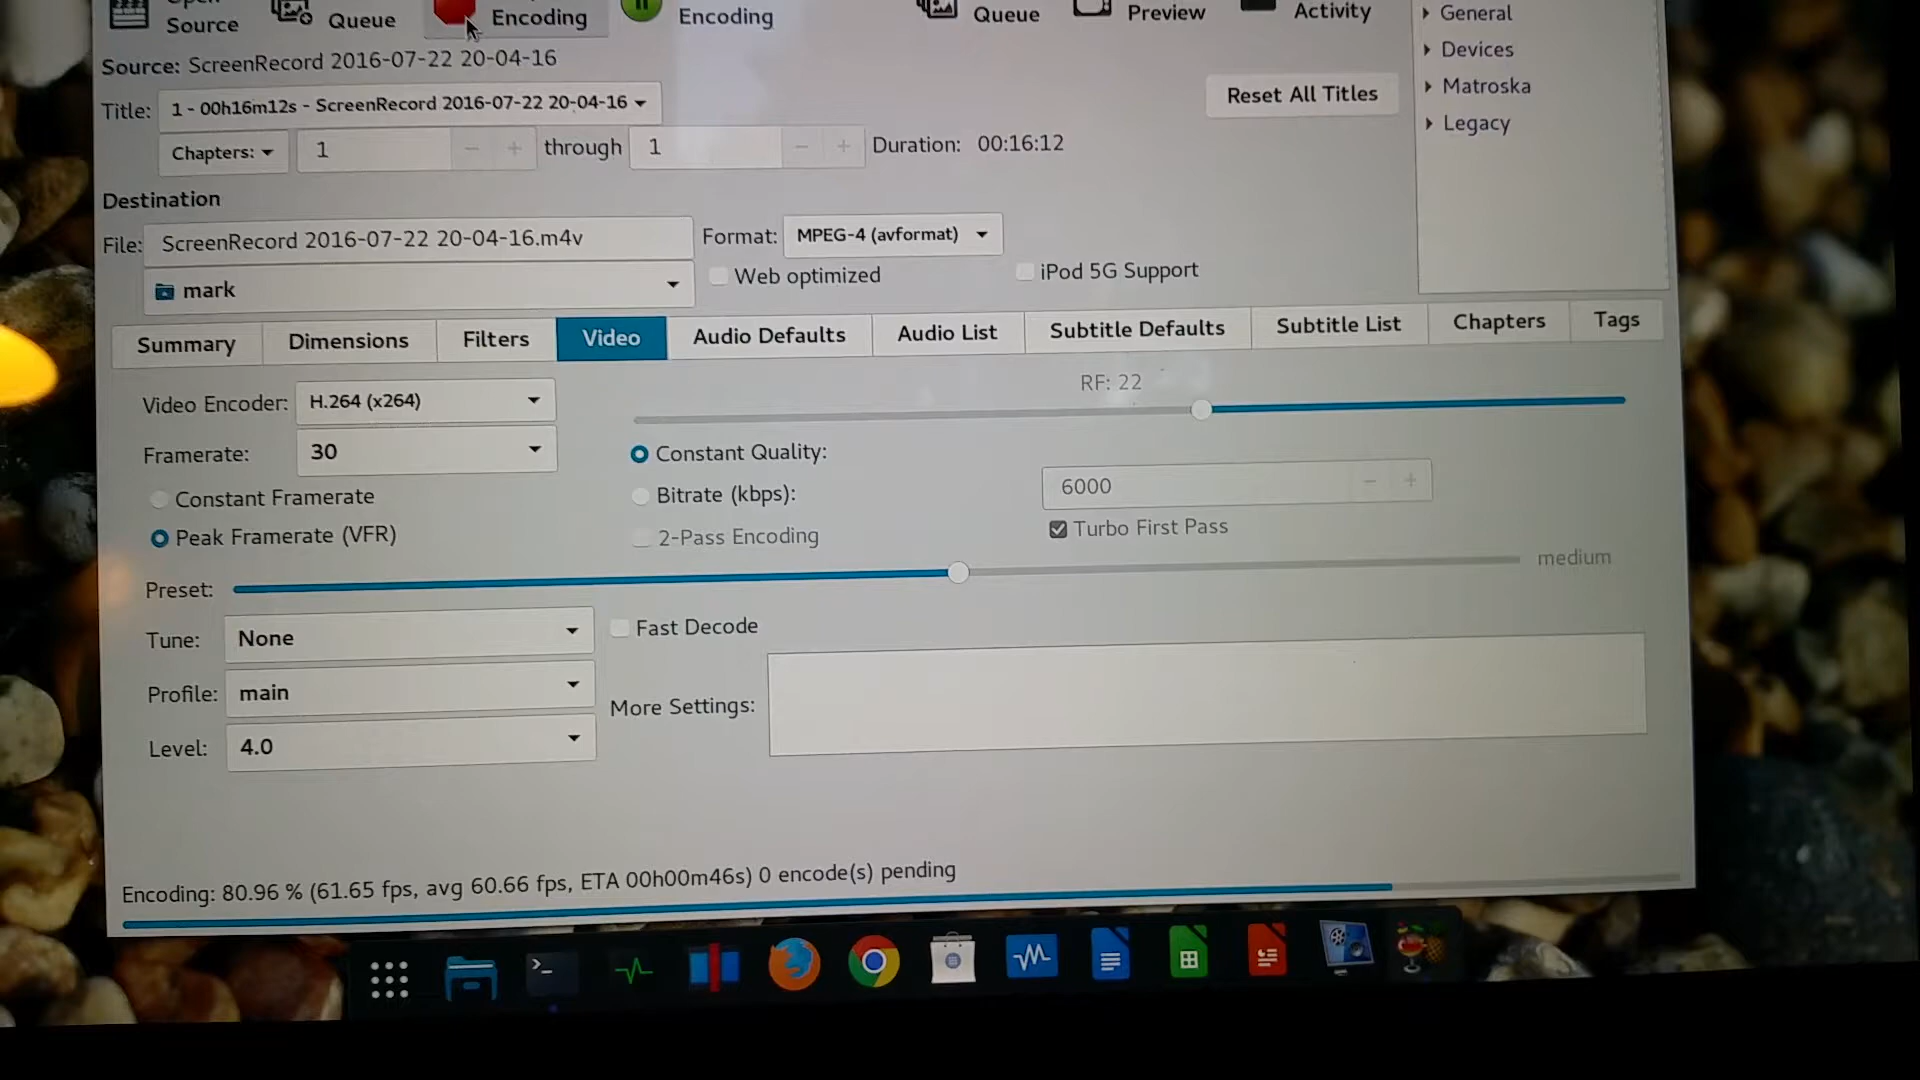 Source
Queue
Encoding
Encoding
Queue
Preview
Activity
General
Devices
Matroska
Legacy
Source: ScreenRecord 2016-07-22 20-04-16
Title: 1 - 00h16m12s - ScreenRecord 2016-07-22 20-04-16
Reset All Titles
Chapters: 1 through 1 Duration: 00:16:12
Destination
File: ScreenRecord 2016-07-22 20-04-16.m4v Format: MPEG-4 (avformat)
mark Web optimized iPod 5G Support
Summary Dimensions Filters Video Audio Defaults Audio List Subtitle Defaults Subtitle List Chapters Tags
RF: 22
Video Encoder: H.264 (x264)
Framerate: 30 Constant Quality:
Constant Framerate Bitrate (kbps): 6000
Peak Framerate (VFR) 2-Pass Encoding Turbo First Pass
Preset: medium
Tune: None Fast Decode
Profile: main More Settings:
Level: 4.0
Encoding: 80.96 % (61.65 fps, avg 60.66 fps, ETA 00h00m46s) 0 encode(s) pending